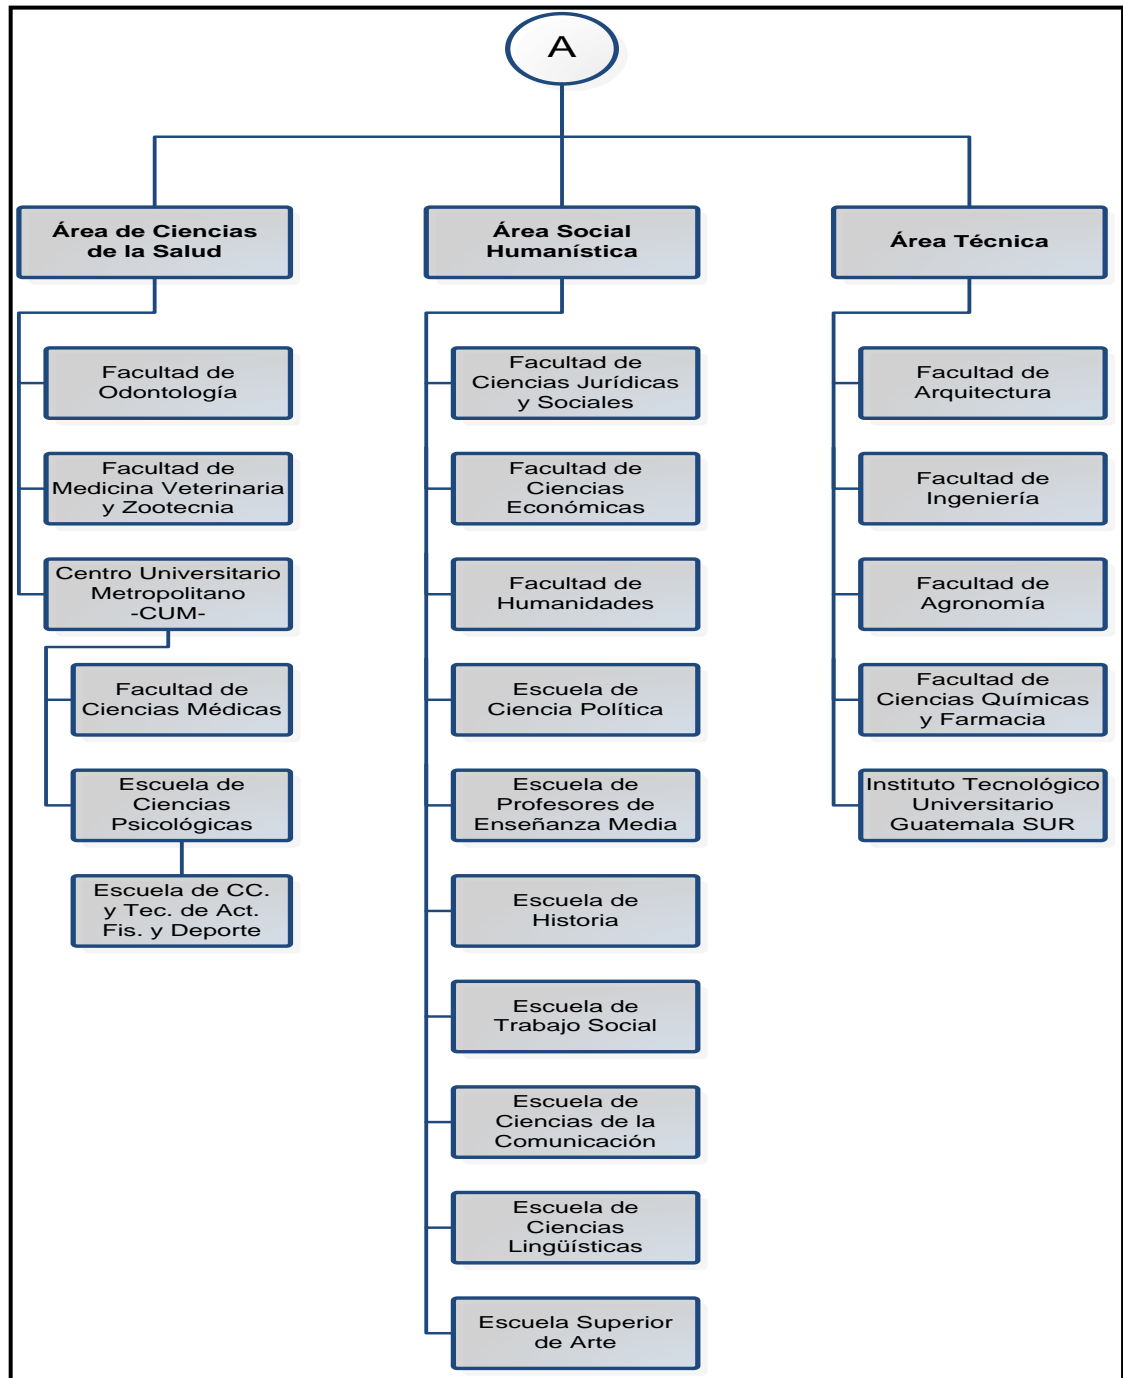 A
Área de Ciencias
de la Salud
Facultad de
Odontología
Facultad de
Medicina Veterinaria
y Zootecnia
Centro Universitario
Metropolitano
-CUM-
Facultad de
Ciencias Médicas
Escuela de
Ciencias
Psicológicas
Escuela de CC.
y Tec. de Act.
Fis. y Deporte
Área Social
Humanística
Facultad de
Ciencias Jurídicas
y Sociales
Facultad de
Ciencias
Económicas
Facultad de
Humanidades
Escuela de
Ciencia Política
Escuela de
Profesores de
Enseñanza Media
Escuela de
Historia
Escuela de
Trabajo Social
Escuela de
Ciencias de la
Comunicación
Escuela de
Ciencias
Lingüísticas
Escuela Superior
de Arte
Área Técnica
Facultad de
Arquitectura
Facultad de
Ingeniería
Facultad de
Agronomía
Facultad de
Ciencias Químicas
y Farmacia
Instituto Tecnológico
Universitario
Guatemala SUR